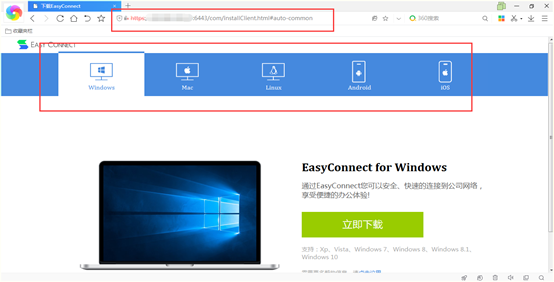 下载EasyConnect
https
:6441/com/installClient.html#auto-common
360搜索
收藏夹栏
EASY CONNECT
Windows
Mac
Linux
Android
iOS
EasyConnect for Windows
通过EasyConnect您可以安全、快速的连接到公司网络,
享受便捷的办公体验!
立即下载
支持：Xp、Vista、Windows 7、Windows 8、Windows 8.1、
Windows 10